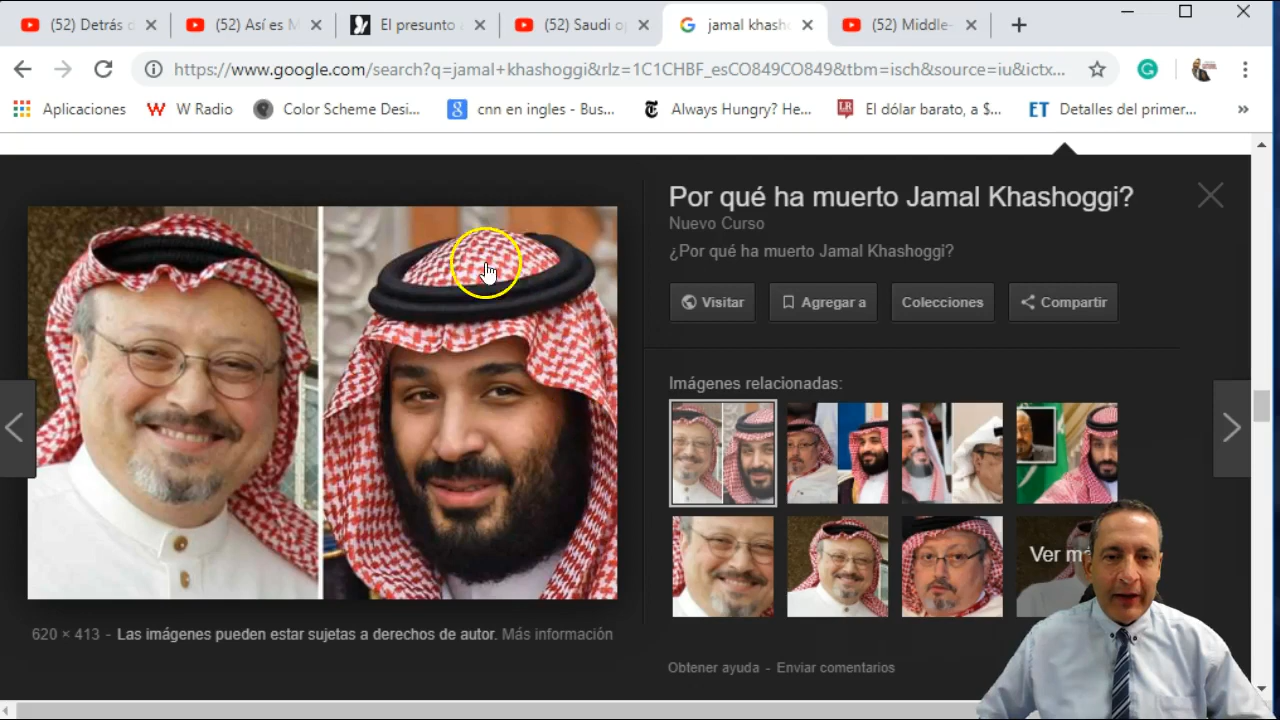 (52) Detrás d
(52) Así es M
El presunto
(52) Saudi o
jamal khasho
(52) Middle-
https://www.google.com/search?q=jamal+khashoggi&rlz=1C1CHBF_esCO849CO849&tbm=isch&source=iu&ictx...
Aplicaciones
W Radio
Color Scheme Desi...
cnn en ingles - Bus...
Always Hungry? He...
El dólar barato, a $...
ET Detalles del primer...
»
Por qué ha muerto Jamal Khashoggi?
Nuevo Curso
¿Por qué ha muerto Jamal Khashoggi?
Visitar
Agregar a
Colecciones
Compartir
Imágenes relacionadas:
Ver má
620 × 413 - Las imágenes pueden estar sujetas a derechos de autor. Más información
Obtener ayuda - Enviar comentarios